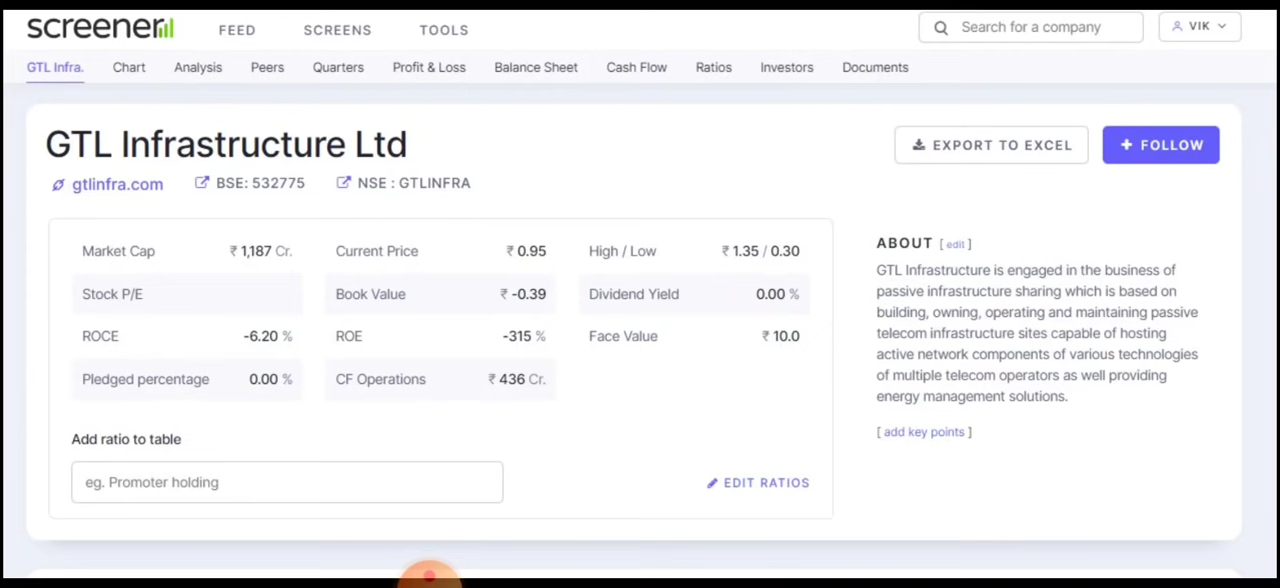 screener FEED SCREENS TOOLS Search for a company VIK
GTL Infra. Chart Analysis Peers Quarters Profit & Loss Balance Sheet Cash Flow Ratios Investors Documents
GTL Infrastructure Ltd
EXPORT TO EXCEL + FOLLOW
gtlinfra.com BSE: 532775 NSE : GTLINFRA
Market Cap ₹ 1,187 Cr. Current Price ₹ 0.95 High / Low ₹ 1.35 / 0.30
Stock P/E Book Value ₹ -0.39 Dividend Yield 0.00 %
ROCE -6.20 % ROE -315 % Face Value ₹ 10.0
Pledged percentage 0.00 % CF Operations ₹ 436 Cr.
Add ratio to table
eg. Promoter holding EDIT RATIOS
ABOUT [ edit ]
GTL Infrastructure is engaged in the business of
passive infrastructure sharing which is based on
building, owning, operating and maintaining passive
telecom infrastructure sites capable of hosting
active network components of various technologies
of multiple telecom operators as well providing
energy management solutions.
[ add key points ]